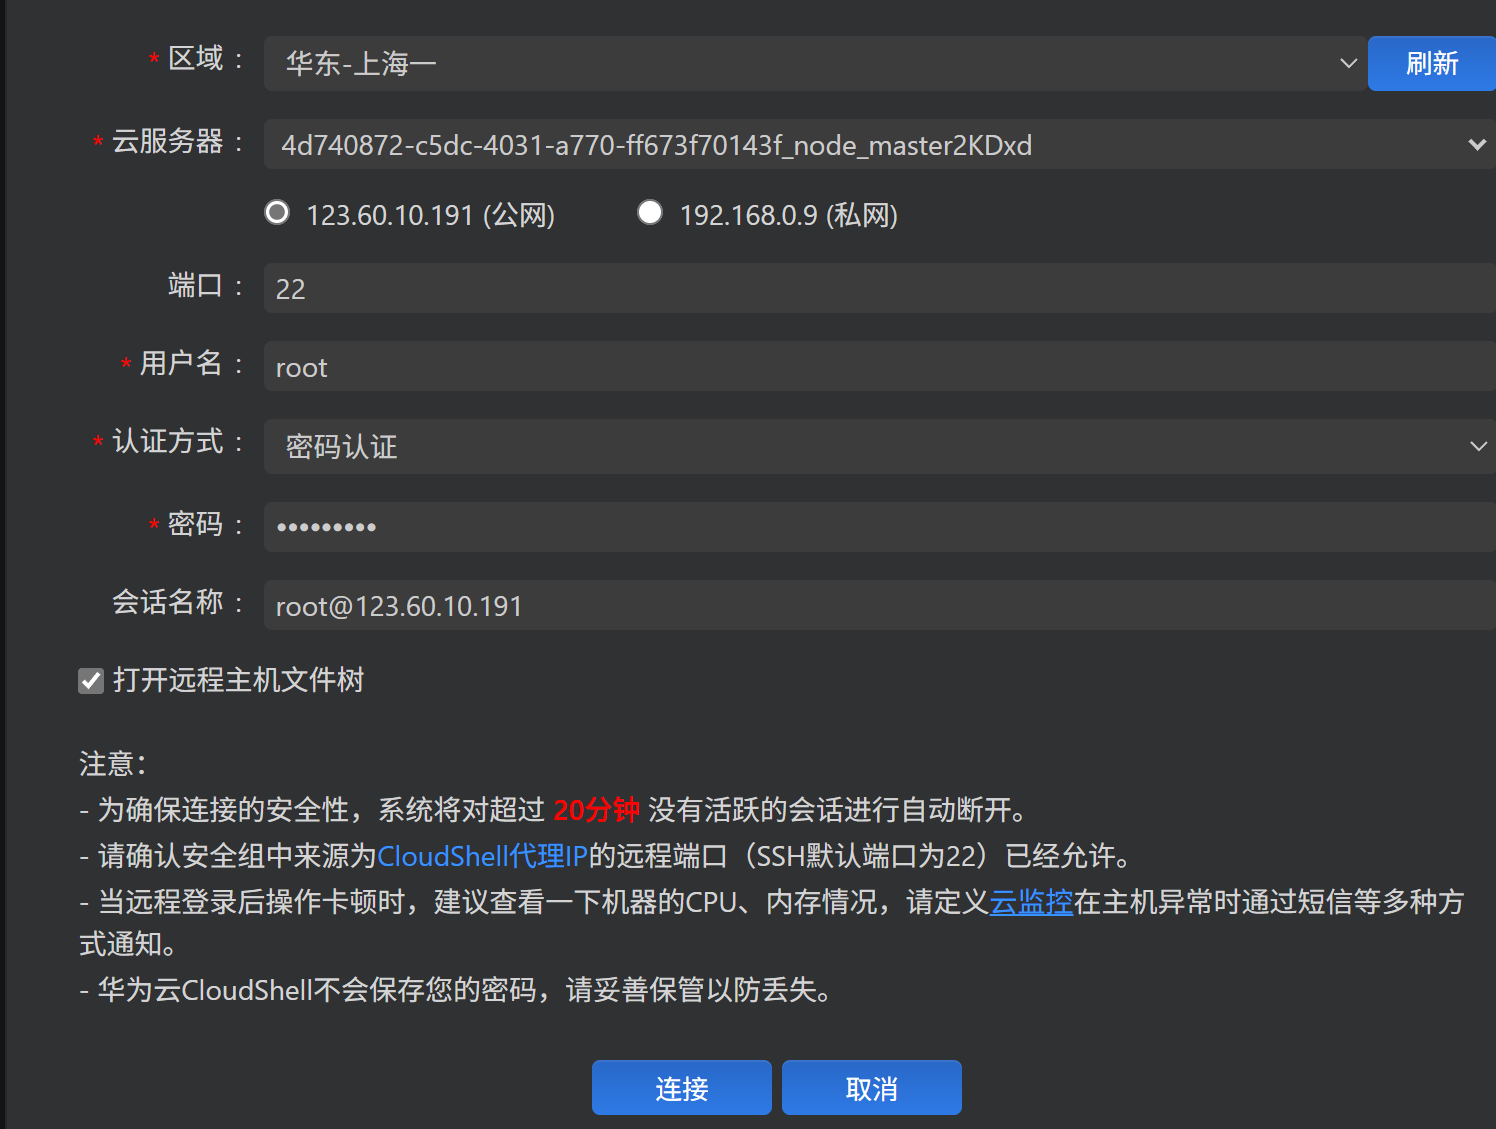 * 区域 : 华东-上海一 刷新
* 云服务器 : 4d740872-c5dc-4031-a770-ff673f70143f_node_master2KDxd
123.60.10.191 (公网) 192.168.0.9 (私网)
端口 : 22
* 用户名 : root
* 认证方式 : 密码认证
* 密码 : •••••••••
会话名称 : root@123.60.10.191
打开远程主机文件树
注意：
- 为确保连接的安全性，系统将对超过 20分钟 没有活跃的会话进行自动断开。
- 请确认安全组中来源为CloudShell代理IP的远程端口（SSH默认端口为22）已经允许。
- 当远程登录后操作卡顿时，建议查看一下机器的CPU、内存情况，请定义云监控在主机异常时通过短信等多种方
式通知。
- 华为云CloudShell不会保存您的密码，请妥善保管以防丢失。
连接 取消